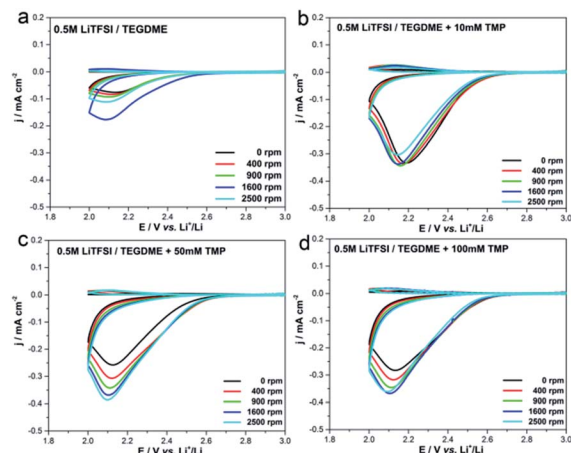 a
0.5M LiTFSI / TEGDME
j / mA cm⁻²
0.2
0.1
0.0
-0.1
-0.2
-0.3
-0.4
-0.5
2.0 2.2 2.4 2.6 2.8 3.0
E / V vs. Li⁺/Li
0 rpm
400 rpm
900 rpm
1600 rpm
2500 rpm
b
0.5M LiTFSI / TEGDME + 10mM TMP
j / mA cm⁻²
0.2
0.1
0.0
-0.1
-0.2
-0.3
-0.4
-0.5
2.0 2.2 2.4 2.6 2.8 3.0
E / V vs. Li⁺/Li
0 rpm
400 rpm
900 rpm
1600 rpm
2500 rpm
c
0.5M LiTFSI / TEGDME + 50mM TMP
j / mA cm⁻²
0.2
0.1
0.0
-0.1
-0.2
-0.3
-0.4
-0.5
2.0 2.2 2.4 2.6 2.8 3.0
E / V vs. Li⁺/Li
0 rpm
400 rpm
900 rpm
1600 rpm
2500 rpm
d
0.5M LiTFSI / TEGDME + 100mM TMP
j / mA cm⁻²
0.2
0.1
0.0
-0.1
-0.2
-0.3
-0.4
-0.5
2.0 2.2 2.4 2.6 2.8 3.0
E / V vs. Li⁺/Li
0 rpm
400 rpm
900 rpm
1600 rpm
2500 rpm